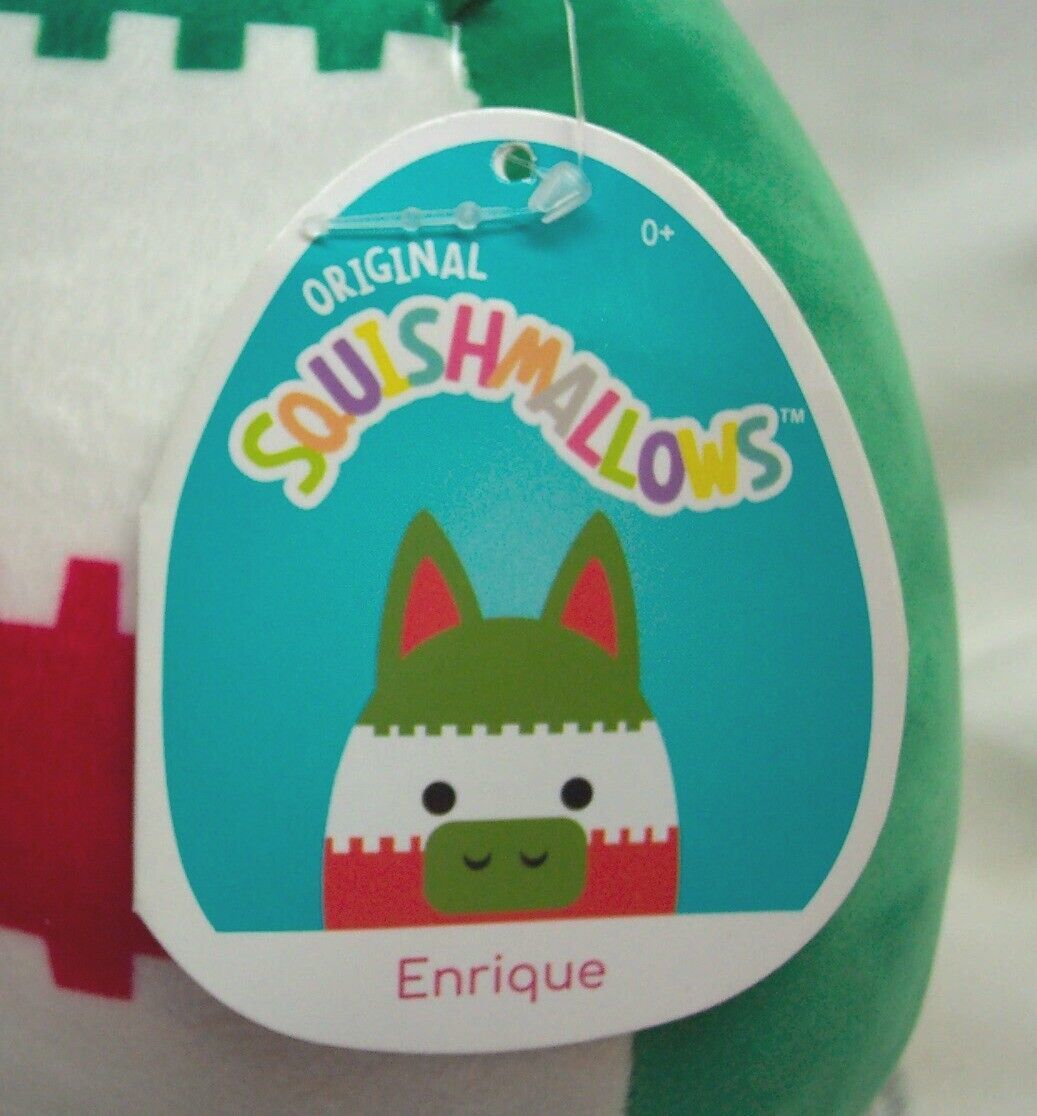 0+
ORIGINAL
SQUISHMALLOWS™
Enrique